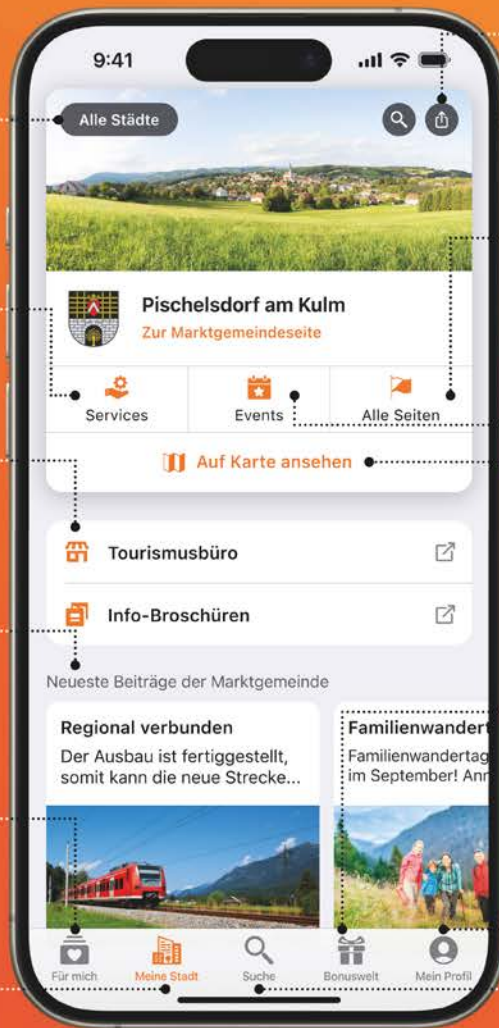 9:41
Alle Städte
Pischelsdorf am Kulm
Zur Marktgemeindeseite
Services
Events
Alle Seiten
Auf Karte ansehen
Tourismusbüro
Info-Broschüren
Neueste Beiträge der Marktgemeinde
Regional verbunden
Der Ausbau ist fertiggestellt,
somit kann die neue Strecke...
Familienwandert
Familienwandertag
im September! Anr
Für mich
Meine Stadt
Suche
Bonuswelt
Mein Profil